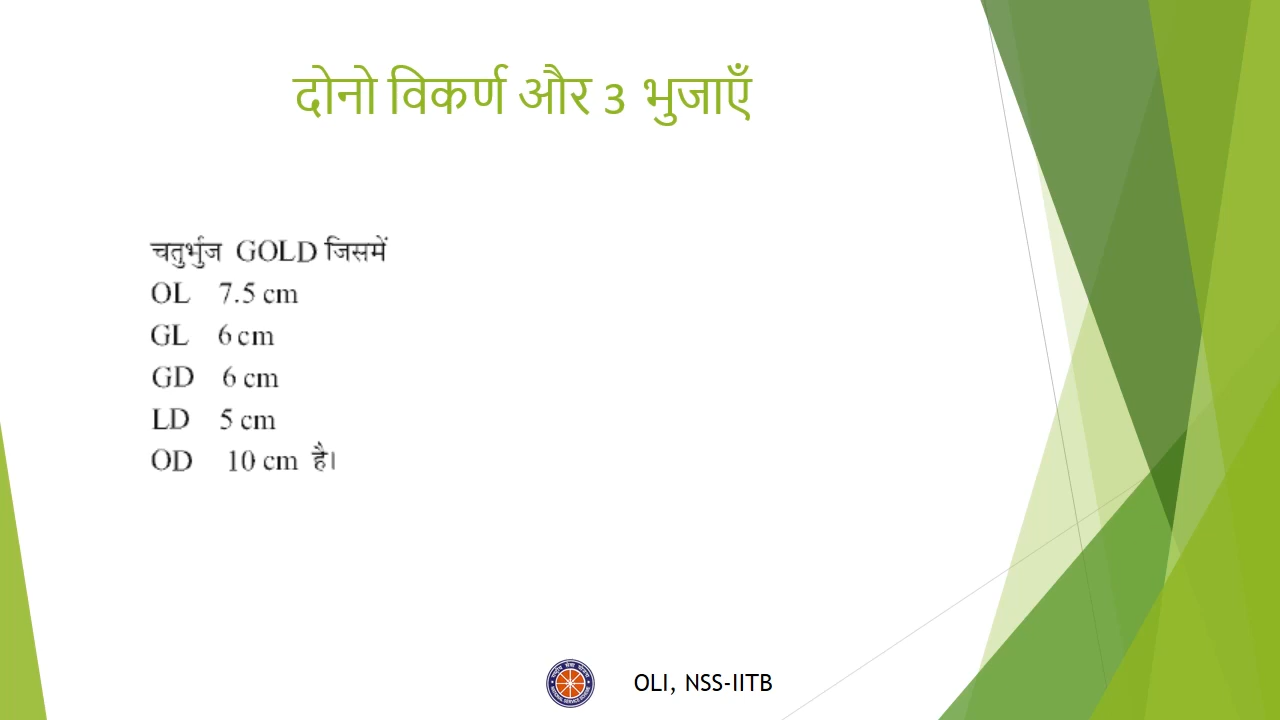 दोनो विकर्ण और 3 भुजाएँ
चतुर्भुज GOLD जिसमें
OL 7.5 cm
GL 6 cm
GD 6 cm
LD 5 cm
OD 10 cm है।
OLI, NSS-IITB